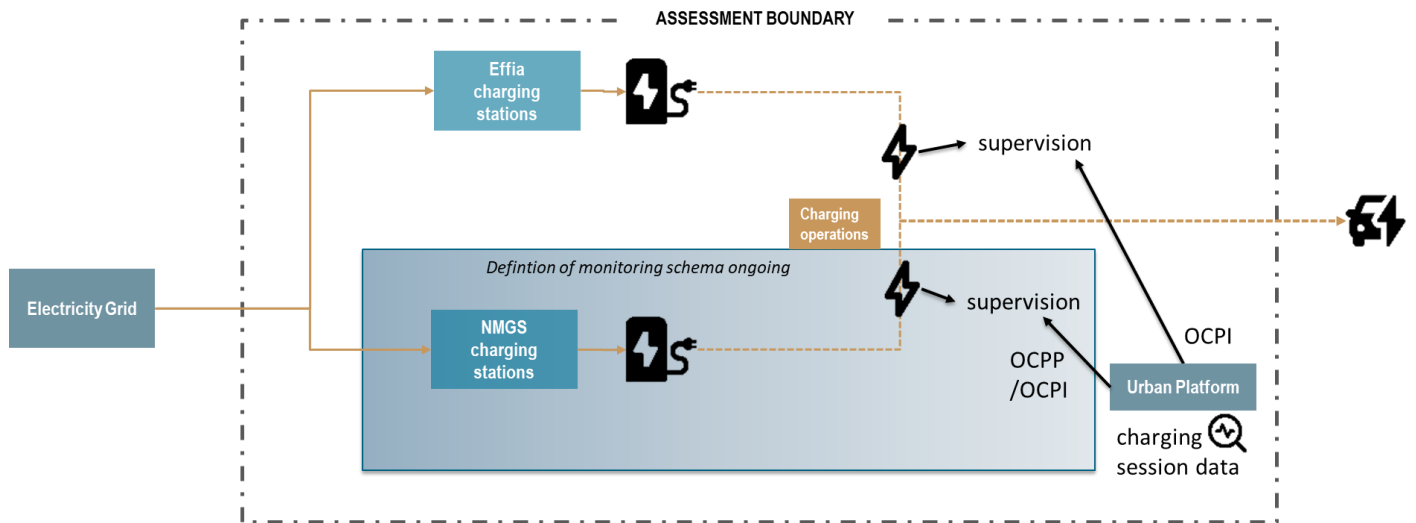 ASSESSMENT BOUNDARY
Effia
charging
stations
supervision
Charging
operations
Defintion of monitoring schema ongoing
Electricity Grid
supervision
NMGS
charging
stations
OCPI
OCPP
/OCPI
Urban Platform
charging
session data